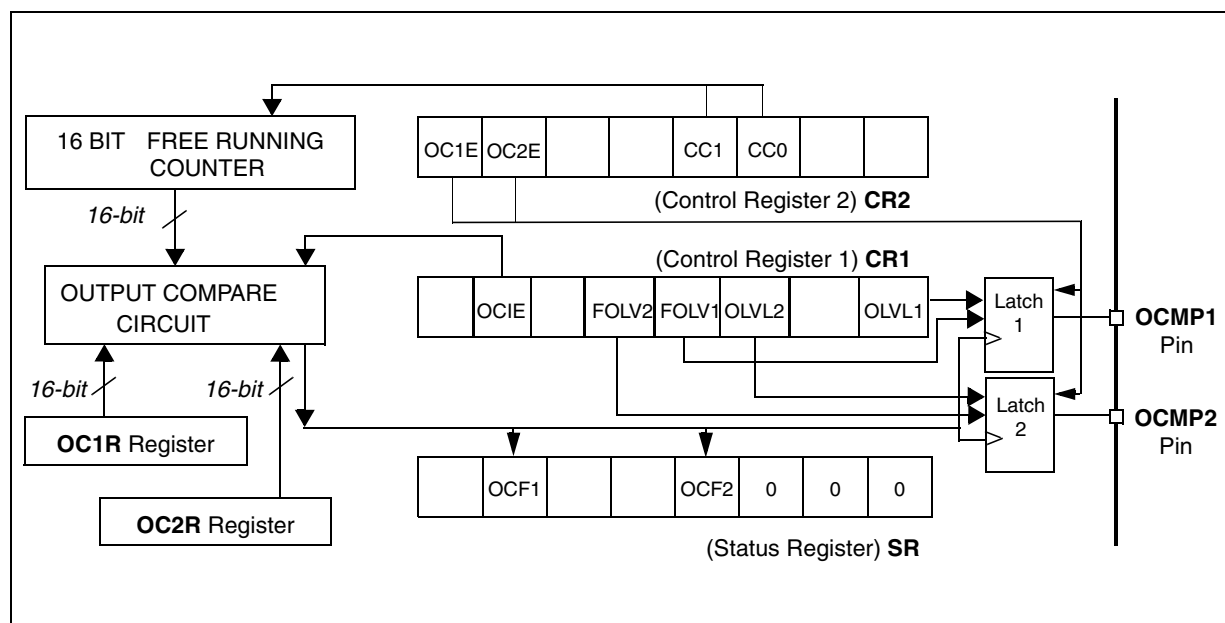 16 BIT FREE RUNNING
COUNTER
OC1E OC2E CC1 CC0
(Control Register 2) CR2
16-bit
(Control Register 1) CR1
OUTPUT COMPARE
CIRCUIT
OCIE FOLV2 FOLV1 OLVL2 OLVL1
Latch
1
OCMP1
Pin
16-bit
16-bit
Latch
2
OCMP2
Pin
OC1R Register
OCF1 OCF2 0 0 0
OC2R Register
(Status Register) SR